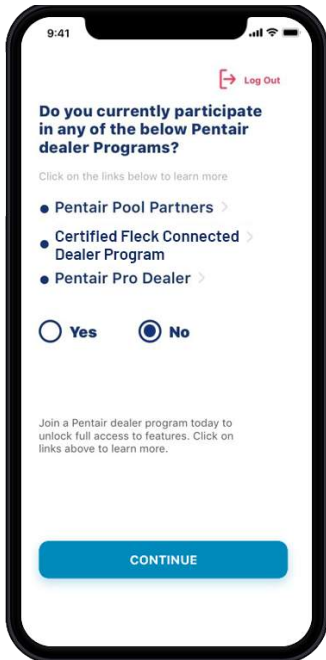 9:41
Log Out
Do you currently participate
in any of the below Pentair
dealer Programs?
Click on the links below to learn more
Pentair Pool Partners
Certified Fleck Connected
Dealer Program
Pentair Pro Dealer
Yes No
Join a Pentair dealer program today to
unlock full access to features. Click on
links above to learn more.
CONTINUE